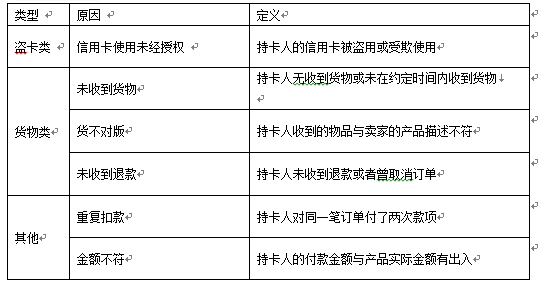 类型 原因 定义
盗卡类 信用卡使用未经授权 持卡人的信用卡被盗用或受欺使用
货物类 未收到货物 持卡人无收到货物或未在约定时间内收到货物
货不对版 持卡人收到的物品与卖家的产品描述不符
未收到退款 持卡人未收到退款或者曾取消订单
其他 重复扣款 持卡人对同一笔订单付了两次款项
金额不符 持卡人的付款金额与产品实际金额有出入